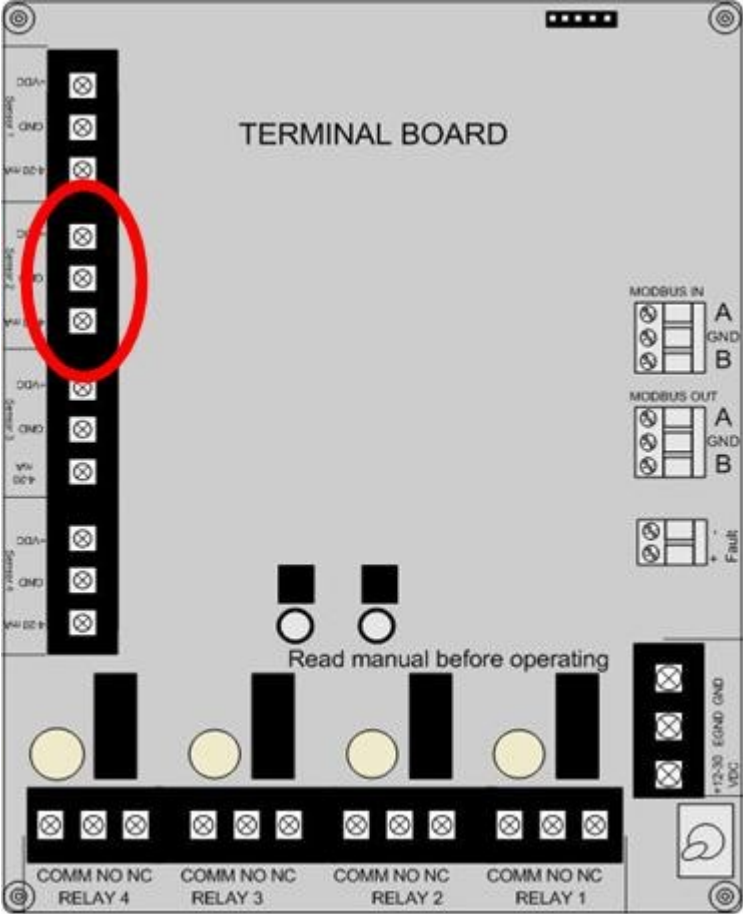 TERMINAL BOARD
Sensor 1
+VDC
GND
4-20 mA
Sensor 2
mA
Sensor 3
+VDC
GND
4-20
mA
Sensor 4
+VDC
GND
4-20 mA
MODBUS IN
A
GND
B
MODBUS OUT
A
GND
B
-
+
Fault
Read manual before operating
GND
EGND
+12-30
VDC
COMM NO NC
RELAY 4
COMM NO NC
RELAY 3
COMM NO NC
RELAY 2
COMM NO NC
RELAY 1